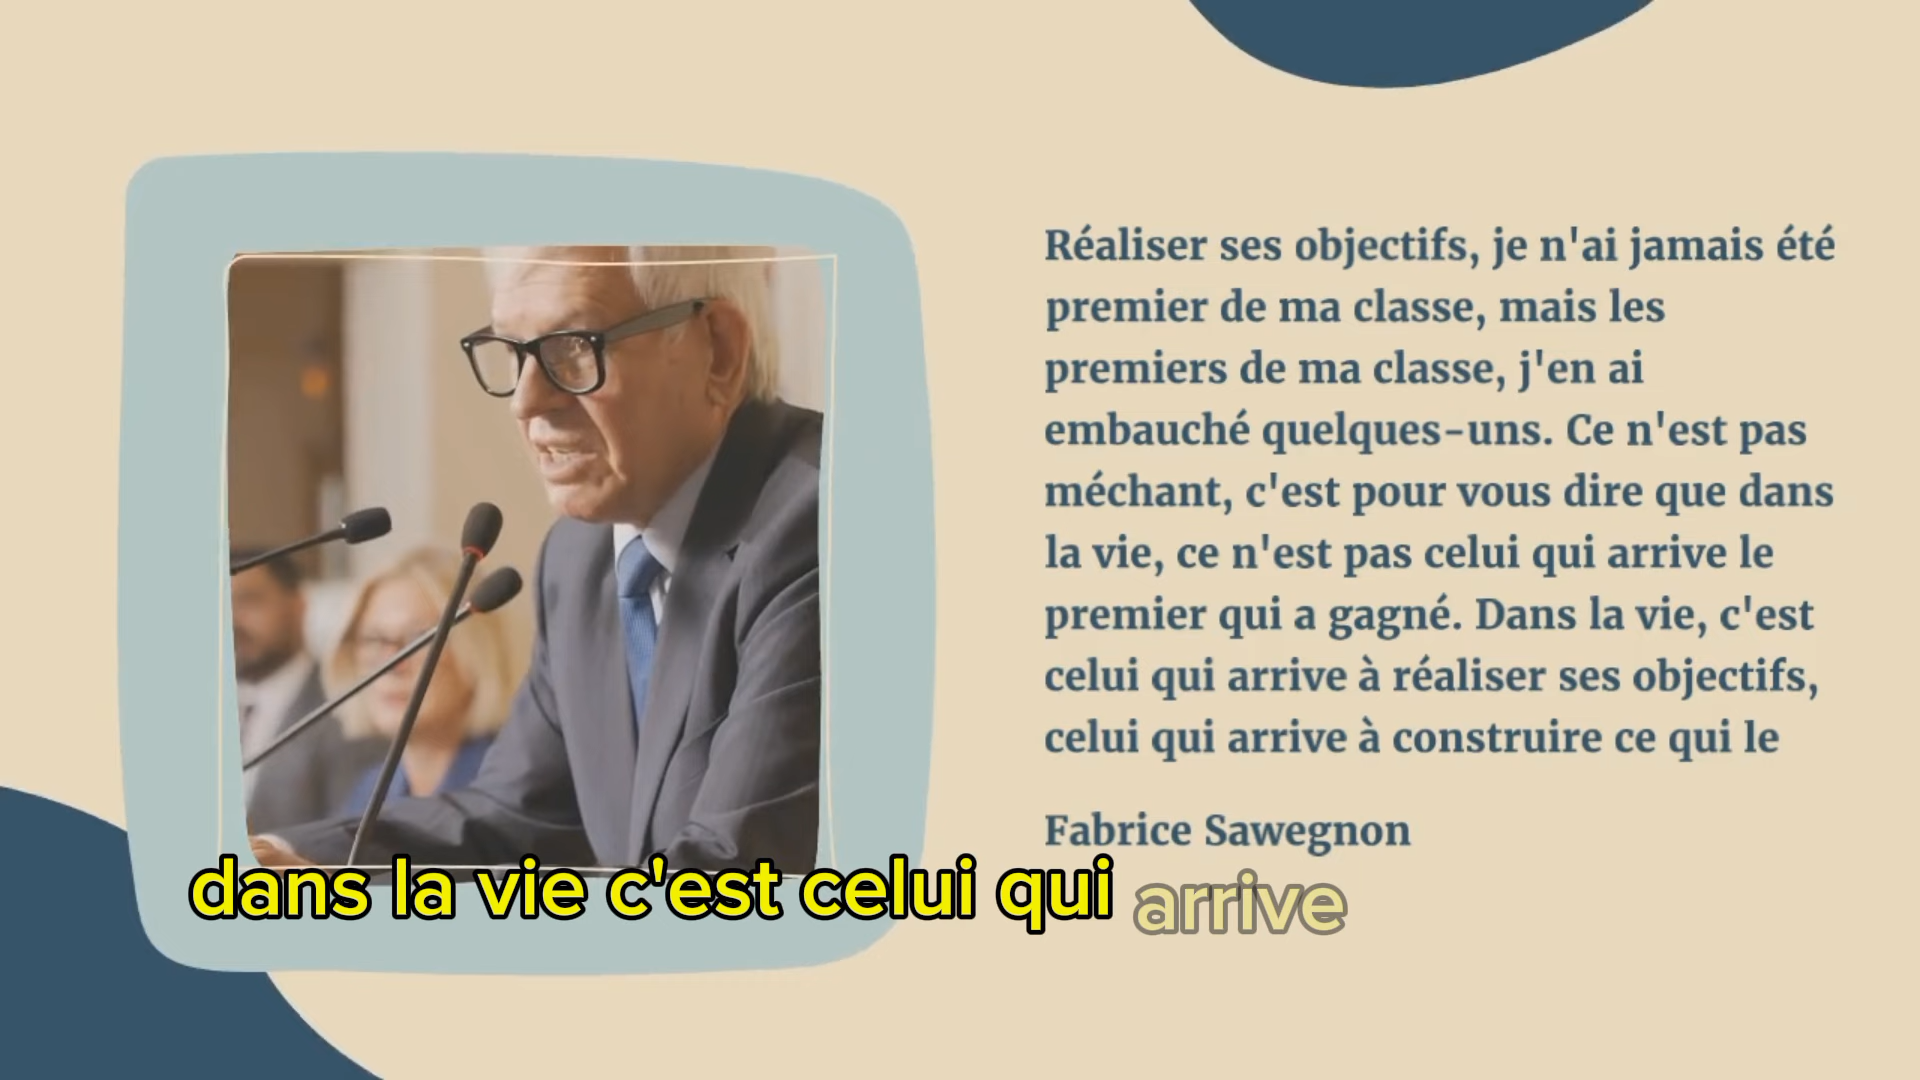 Réaliser ses objectifs, je n'ai jamais été
premier de ma classe, mais les
premiers de ma classe, j'en ai
embauché quelques-uns. Ce n'est pas
méchant, c'est pour vous dire que dans
la vie, ce n'est pas celui qui arrive le
premier qui a gagné. Dans la vie, c'est
celui qui arrive à réaliser ses objectifs,
celui qui arrive à construire ce qui le
Fabrice Sawegnon
dans la vie c'est celui qui arrive